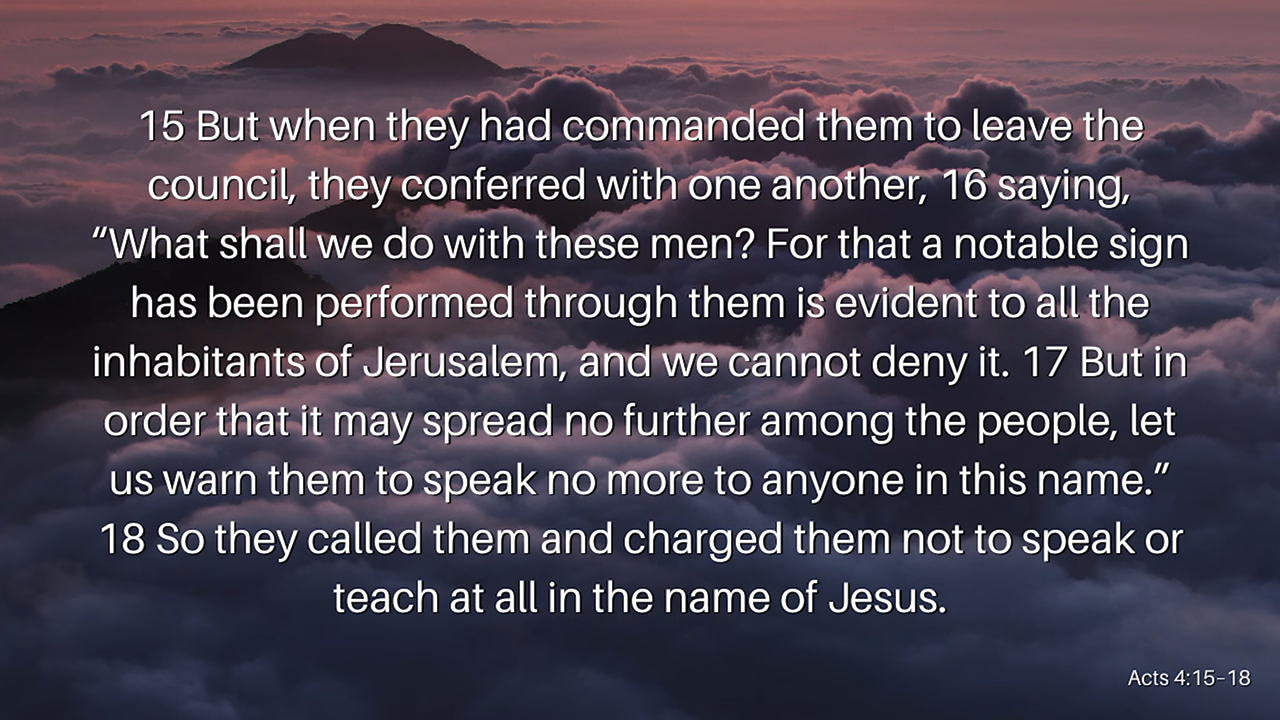 15 But when they had commanded them to leave the
council, they conferred with one another, 16 saying,
“What shall we do with these men? For that a notable sign
has been performed through them is evident to all the
inhabitants of Jerusalem, and we cannot deny it. 17 But in
order that it may spread no further among the people, let
us warn them to speak no more to anyone in this name.”
18 So they called them and charged them not to speak or
teach at all in the name of Jesus.
Acts 4:15–18